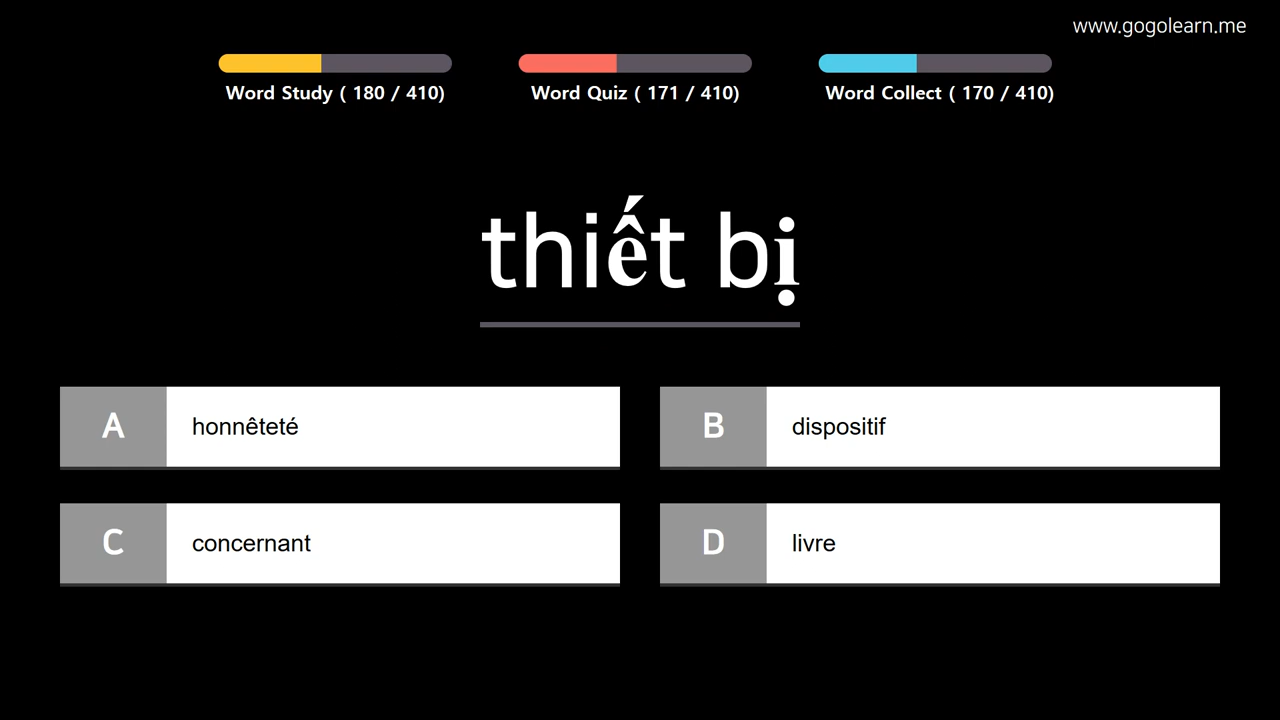 www.gogolearn.me
Word Study ( 180 / 410)
Word Quiz ( 171 / 410)
Word Collect ( 170 / 410)
thiết bị
A honnêteté
B dispositif
C concernant
D livre